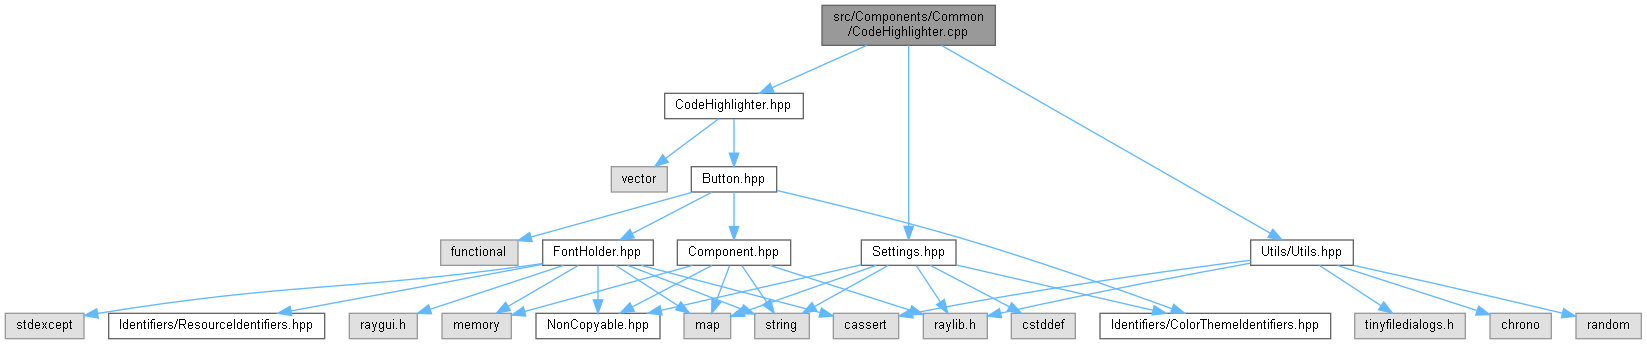 src/Components/Common
/CodeHighlighter.cpp
CodeHighlighter.hpp
vector
Button.hpp
functional
FontHolder.hpp
Component.hpp
Settings.hpp
Utils/Utils.hpp
stdexcept
Identifiers/ResourceIdentifiers.hpp
raygui.h
memory
NonCopyable.hpp
map
string
cassert
raylib.h
cstddef
Identifiers/ColorThemeIdentifiers.hpp
tinyfiledialogs.h
chrono
random